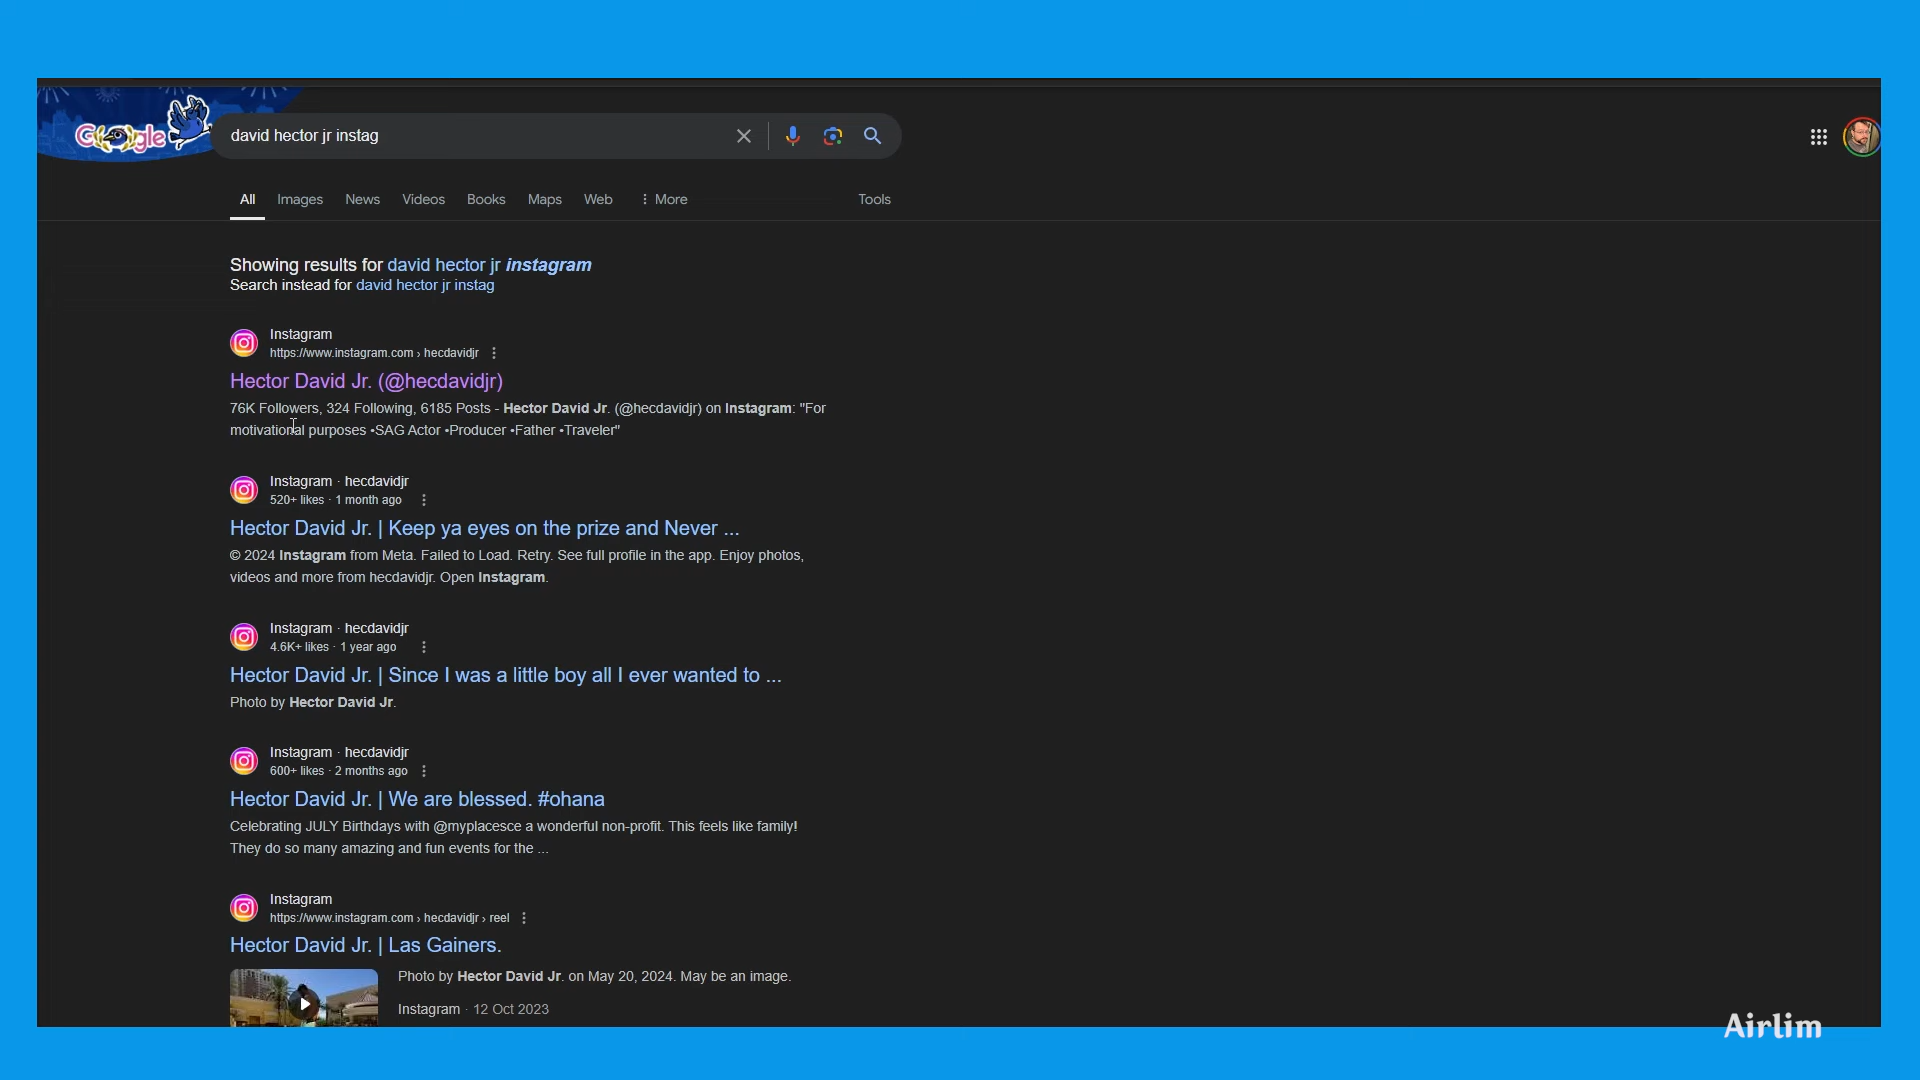 Google
david hector jr instag
All Images News Videos Books Maps Web More Tools
Showing results for david hector jr instagram
Search instead for david hector jr instag
Instagram
https://www.instagram.com › hecdavidjr
Hector David Jr. (@hecdavidjr)
76K Followers, 324 Following, 6185 Posts - Hector David Jr. (@hecdavidjr) on Instagram: "For
motivational purposes •SAG Actor •Producer •Father •Traveler"
Instagram · hecdavidjr
520+ likes · 1 month ago
Hector David Jr. | Keep ya eyes on the prize and Never ...
© 2024 Instagram from Meta. Failed to Load. Retry. See full profile in the app. Enjoy photos,
videos and more from hecdavidjr. Open Instagram.
Instagram · hecdavidjr
4.6K+ likes · 1 year ago
Hector David Jr. | Since I was a little boy all I ever wanted to ...
Photo by Hector David Jr.
Instagram · hecdavidjr
600+ likes · 2 months ago
Hector David Jr. | We are blessed. #ohana
Celebrating JULY Birthdays with @myplacesce a wonderful non-profit. This feels like family!
They do so many amazing and fun events for the ...
Instagram
https://www.instagram.com › hecdavidjr › reel
Hector David Jr. | Las Gainers.
Photo by Hector David Jr. on May 20, 2024. May be an image.
Instagram · 12 Oct 2023
Airlim